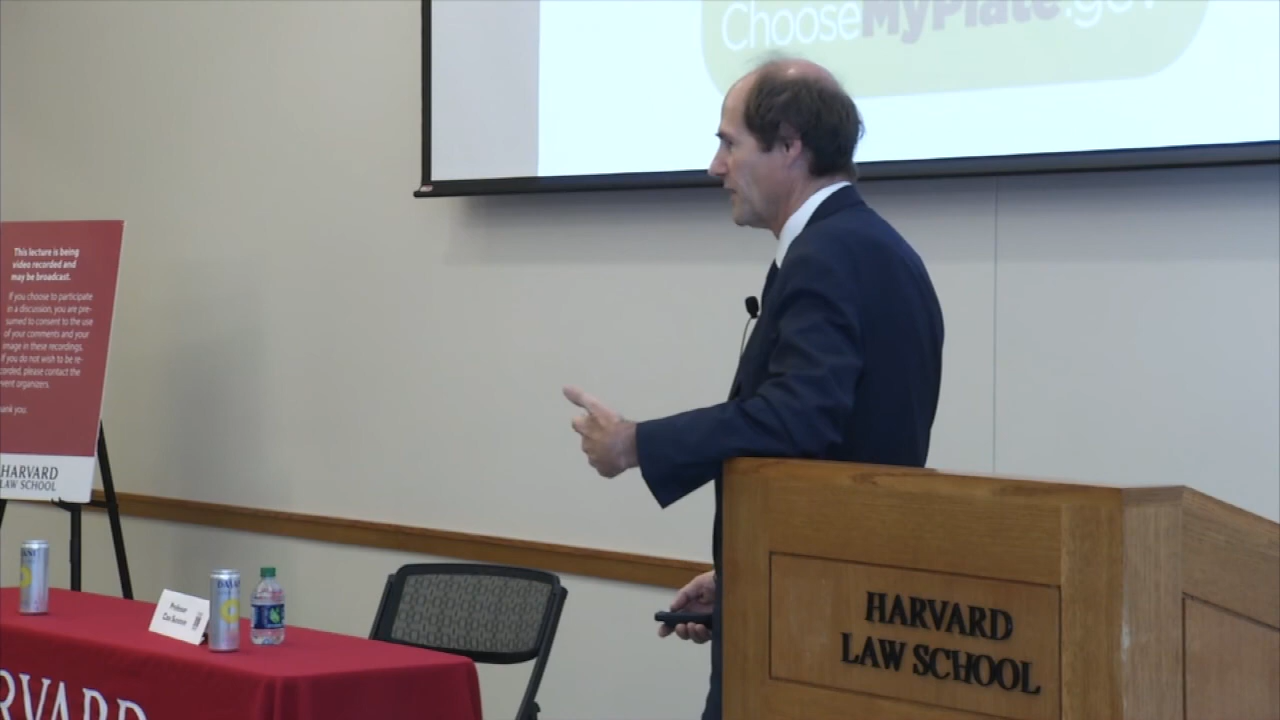 ChooseMyPlate.gov
This lecture is being
video recorded and
may be broadcast.
If you choose to participate
in a discussion, you are pre-
sumed to consent to the use
of your comments and your
image in these recordings.
If you do not wish to be re-
corded, please contact the
event organizers.
HARVARD
LAW SCHOOL
Professor
Cass Sunstein
HARVARD
LAW SCHOOL
HARVARD